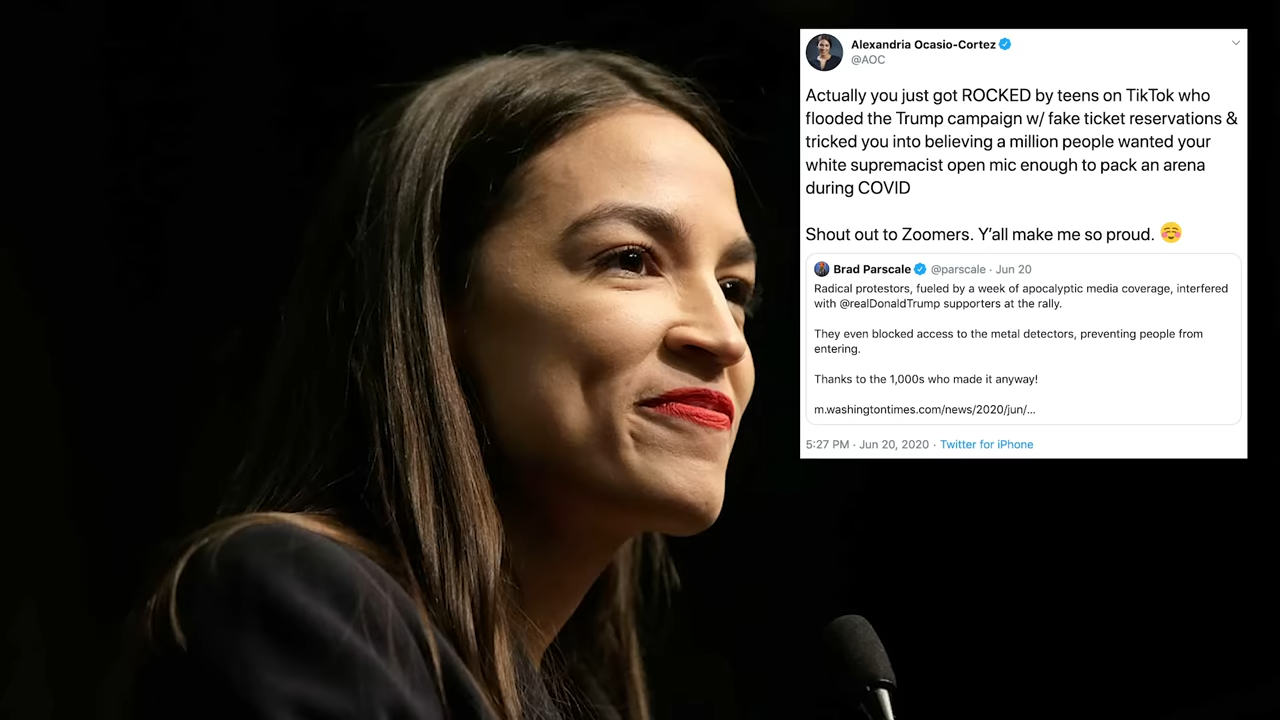 Alexandria Ocasio-Cortez
@AOC
Actually you just got ROCKED by teens on TikTok who
flooded the Trump campaign w/ fake ticket reservations &
tricked you into believing a million people wanted your
white supremacist open mic enough to pack an arena
during COVID
Shout out to Zoomers. Y'all make me so proud. ☺️
Brad Parscale @parscale · Jun 20
Radical protestors, fueled by a week of apocalyptic media coverage, interfered
with @realDonaldTrump supporters at the rally.
They even blocked access to the metal detectors, preventing people from
entering.
Thanks to the 1,000s who made it anyway!
m.washingtontimes.com/news/2020/jun/...
5:27 PM · Jun 20, 2020 · Twitter for iPhone